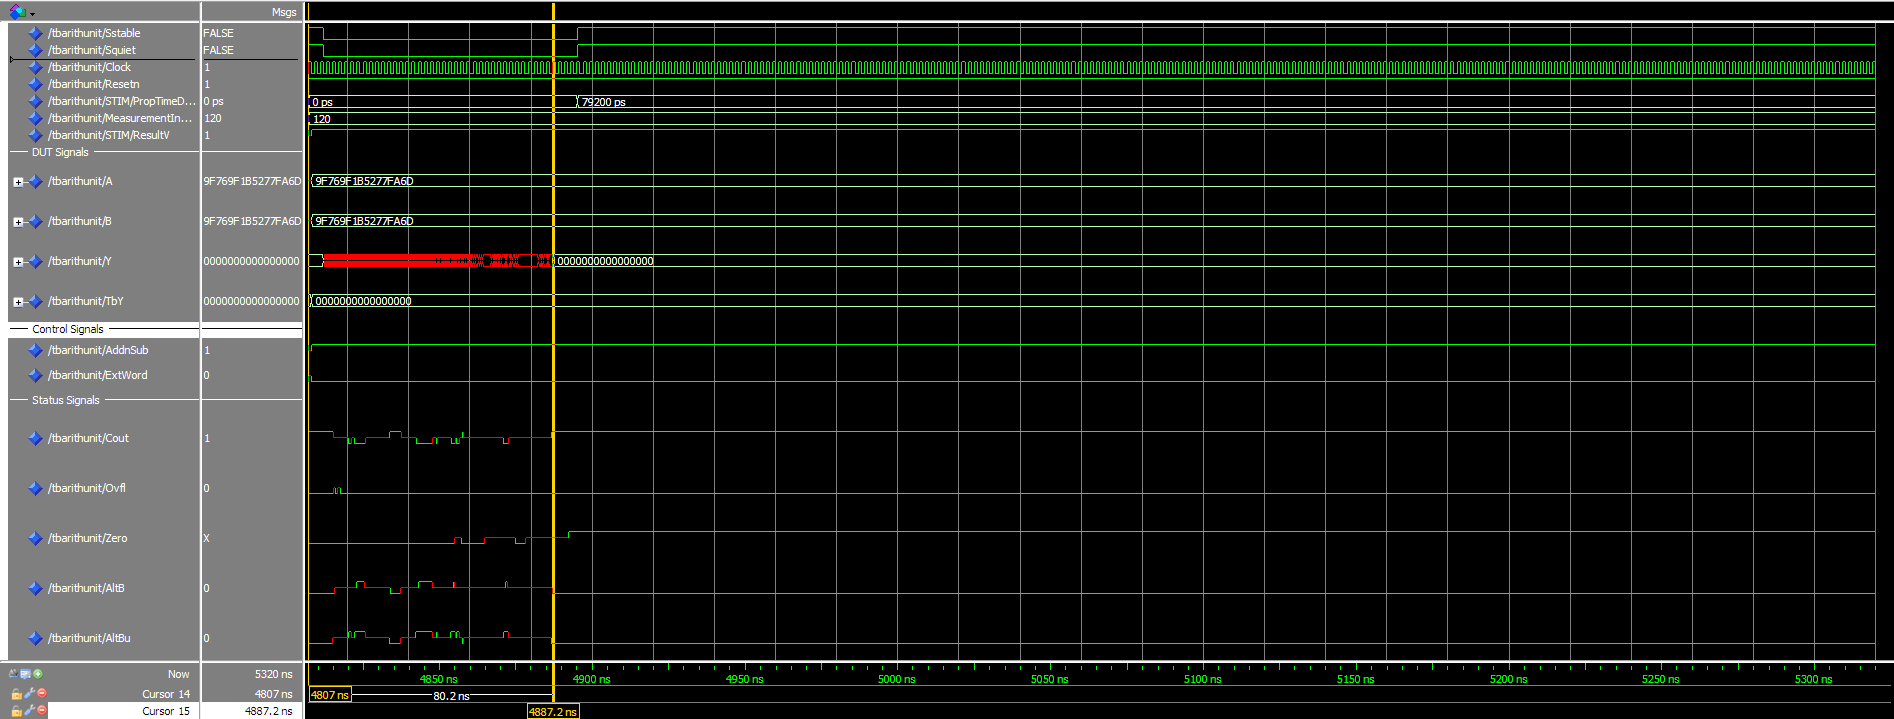 Msgs
/tbarithunit/Sstable FALSE
/tbarithunit/Squiet FALSE
/tbarithunit/Clock 1
/tbarithunit/Resetn 1
/tbarithunit/STIM/PropTimeD... 0 ps 0 ps 79200 ps
/tbarithunit/MeasurementIn... 120 120
/tbarithunit/STIM/ResultV 1
DUT Signals
/tbarithunit/A 9F769F1B5277FA6D 9F769F1B5277FA6D
/tbarithunit/B 9F769F1B5277FA6D 9F769F1B5277FA6D
/tbarithunit/Y 0000000000000000 0000000000000000
/tbarithunit/TbY 0000000000000000 0000000000000000
Control Signals
/tbarithunit/AddnSub 1
/tbarithunit/ExtWord 0
Status Signals
/tbarithunit/Cout 1
/tbarithunit/Ovfl 0
/tbarithunit/Zero X
/tbarithunit/AltB 0
/tbarithunit/AltBu 0
Now 5320 ns 4850 ns 4900 ns 4950 ns 5000 ns 5050 ns 5100 ns 5150 ns 5200 ns 5250 ns 5300 ns
Cursor 14 4807 ns 4807 ns 80.2 ns
Cursor 15 4887.2 ns 4887.2 ns